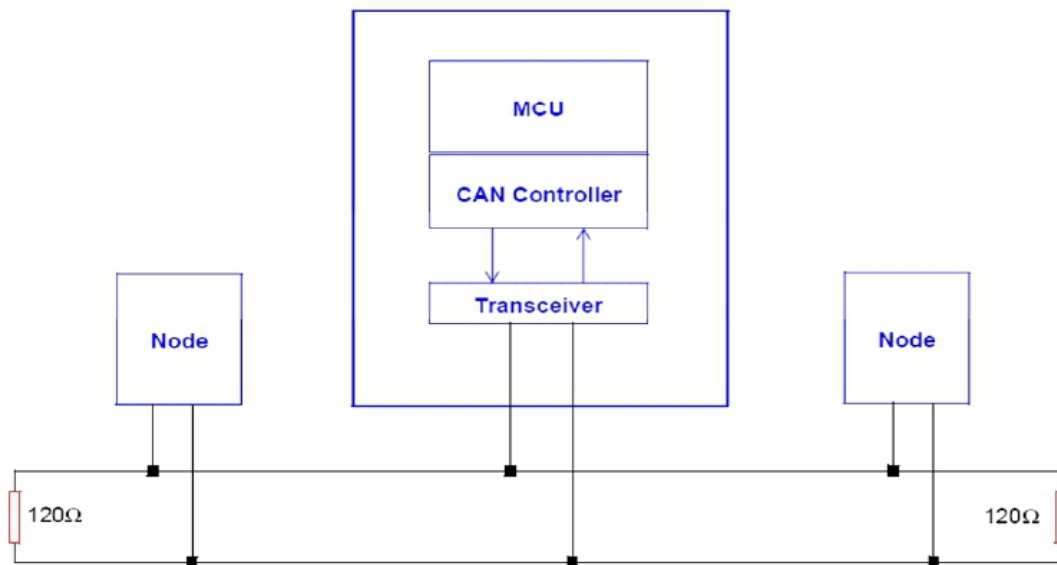 MCU
CAN Controller
Transceiver
Node
Node
120Ω
120Ω